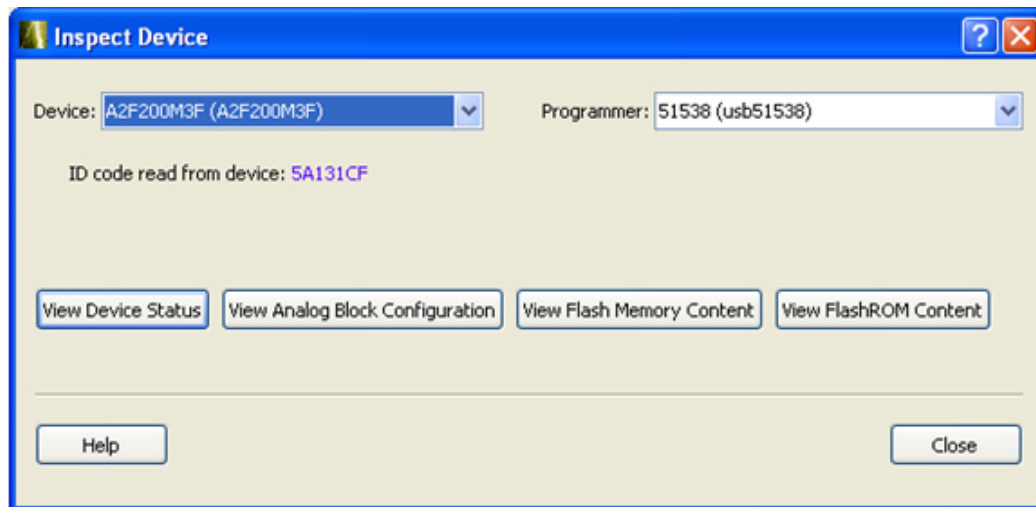 Inspect Device
Device: A2F200M3F (A2F200M3F) Programmer: 51538 (usb51538)
ID code read from device: 5A131CF
View Device Status View Analog Block Configuration View Flash Memory Content View FlashROM Content
Help Close